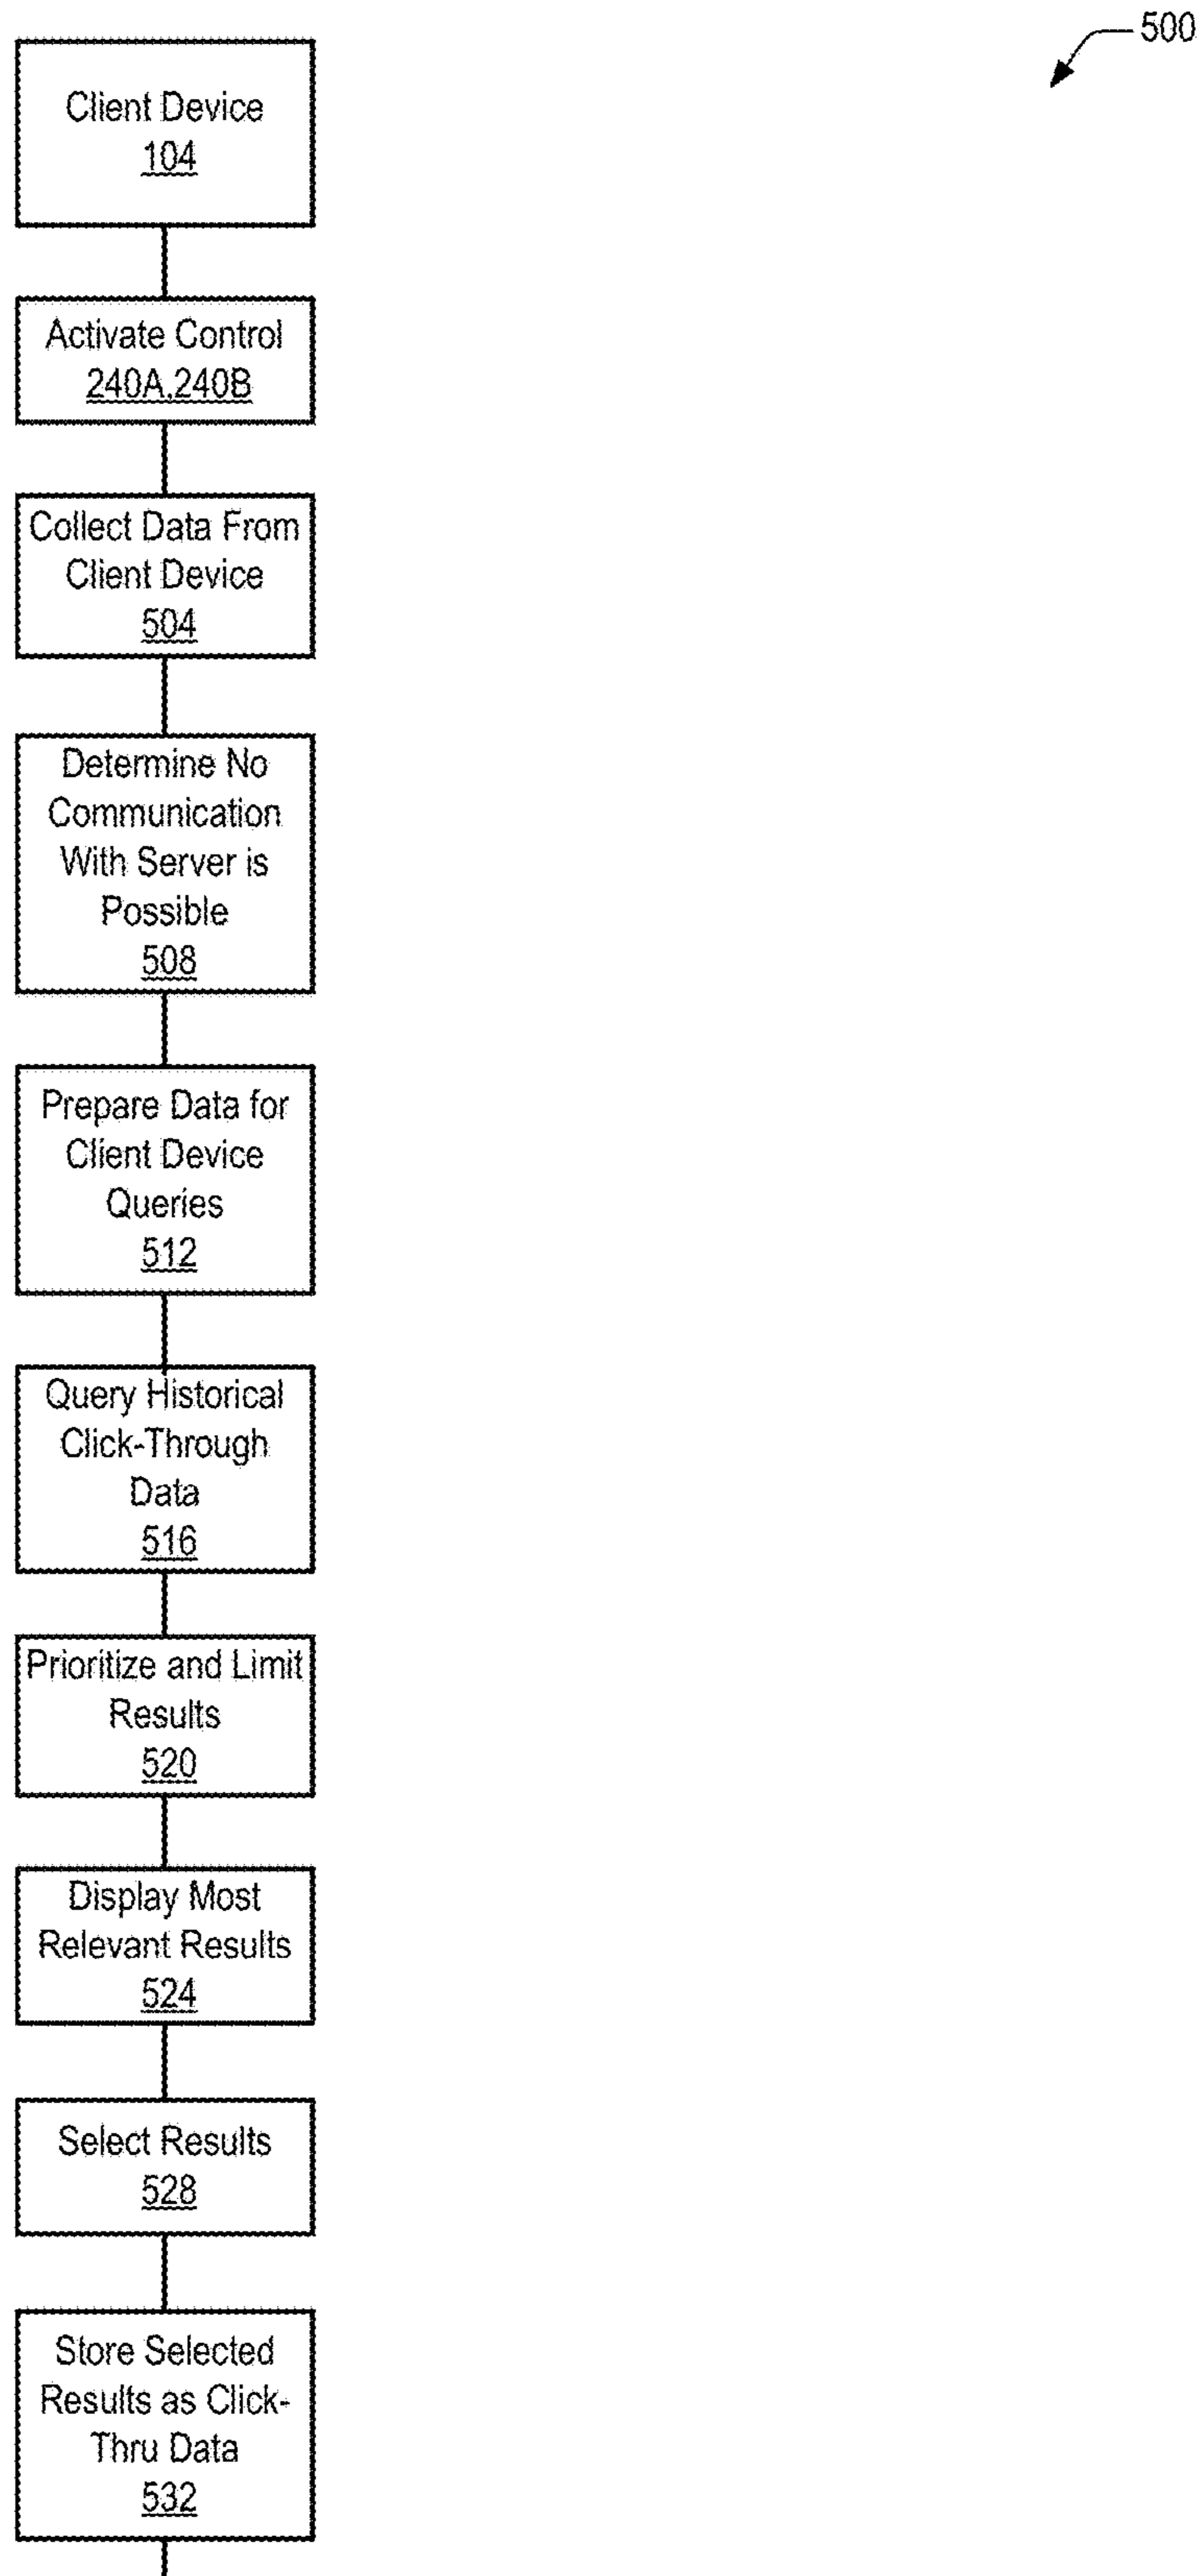 500
Client Device
104
Activate Control
240A,240B
Collect Data From
Client Device
504
Determine No
Communication
With Server is
Possible
508
Prepare Data for
Client Device
Queries
512
Query Historical
Click-Through
Data
516
Prioritize and Limit
Results
520
Display Most
Relevant Results
524
Select Results
528
Store Selected
Results as Click-
Thru Data
532